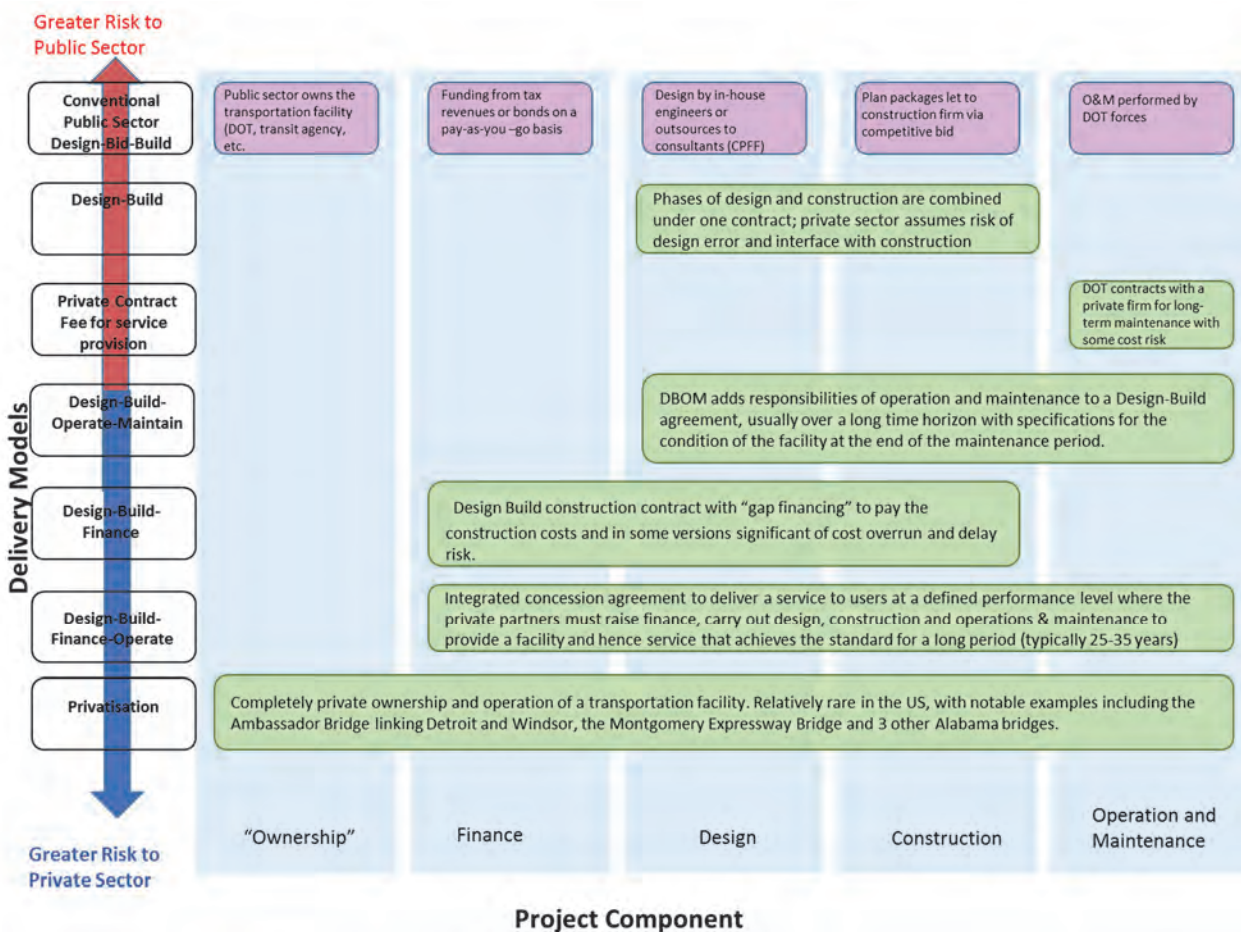 Greater Risk to
Public Sector
Conventional
Public Sector
Design-Bid-Build
Public sector owns the
transportation facility
(DOT, transit agency,
etc.
Funding from tax
revenues or bonds on a
pay-as-you –go basis
Design by in-house
engineers or
outsources to
consultants (CPFF)
Plan packages let to
construction firm via
competitive bid
O&M performed by
DOT forces
Design-Build
Phases of design and construction are combined
under one contract; private sector assumes risk of
design error and interface with construction
Private Contract
Fee for service
provision
DOT contracts with a
private firm for long-
term maintenance with
some cost risk
Delivery Models
Design-Build-
Operate-Maintain
DBOM adds responsibilities of operation and maintenance to a Design-Build
agreement, usually over a long time horizon with specifications for the
condition of the facility at the end of the maintenance period.
Design-Build-
Finance
Design Build construction contract with “gap financing” to pay the
construction costs and in some versions significant of cost overrun and delay
risk.
Design-Build-
Finance-Operate
Integrated concession agreement to deliver a service to users at a defined performance level where the
private partners must raise finance, carry out design, construction and operations & maintenance to
provide a facility and hence service that achieves the standard for a long period (typically 25-35 years)
Privatisation
Completely private ownership and operation of a transportation facility. Relatively rare in the US, with notable examples including the
Ambassador Bridge linking Detroit and Windsor, the Montgomery Expressway Bridge and 3 other Alabama bridges.
“Ownership”
Finance
Design
Construction
Operation and
Maintenance
Greater Risk to
Private Sector
Project Component